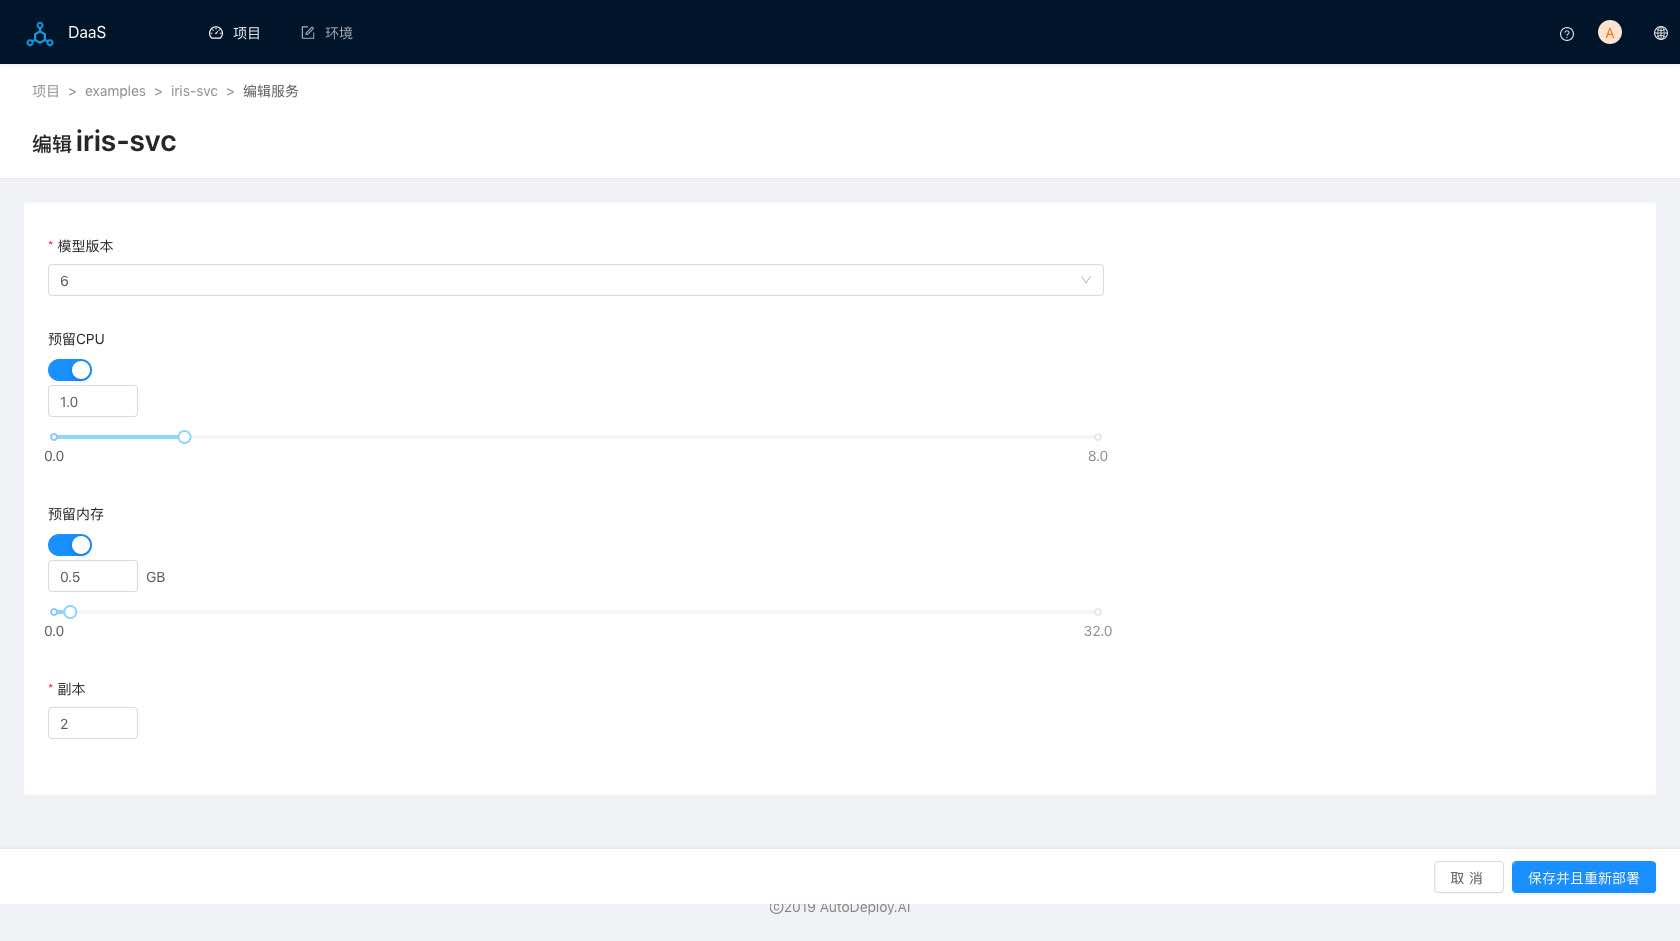 DaaS 项目 环境 A
项目 > examples > iris-svc > 编辑服务
编辑 iris-svc
* 模型版本
6
预留CPU
1.0
0.0 8.0
预留内存
0.5 GB
0.0 32.0
* 副本
2
取 消 保存并且重新部署
©2019 AutoDeploy.AI